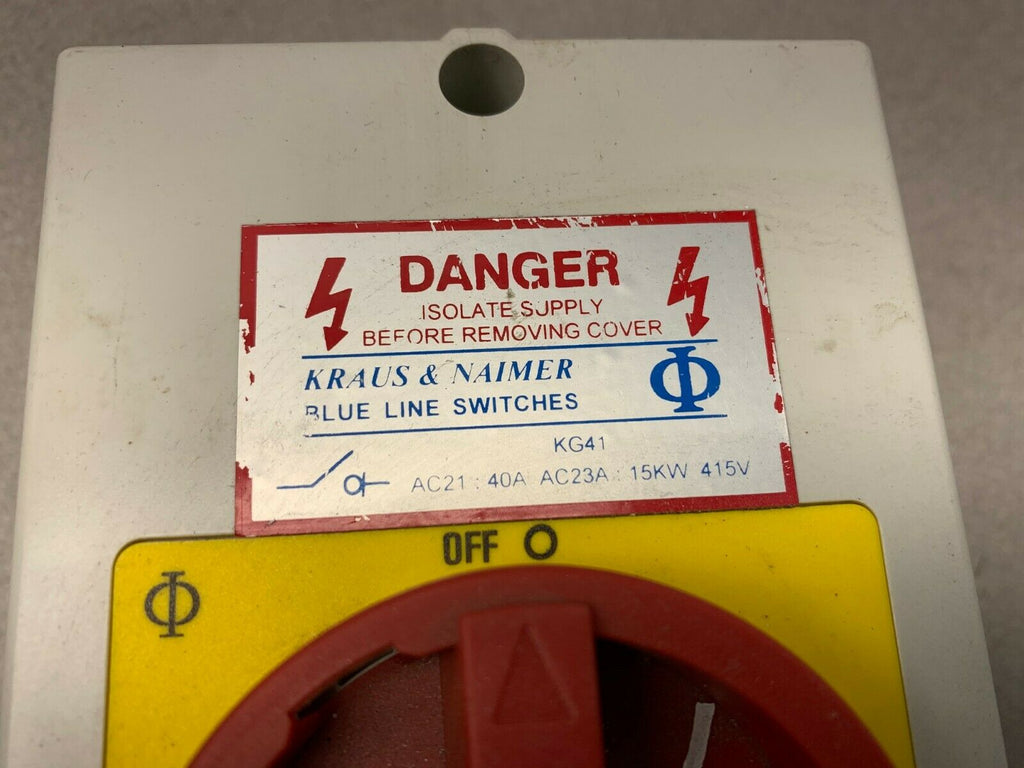 DANGER
ISOLATE SUPPLY
BEFORE REMOVING COVER
KRAUS & NAIMER
BLUE LINE SWITCHES
KG41
AC21 : 40A AC23A : 15KW 415V
OFF O